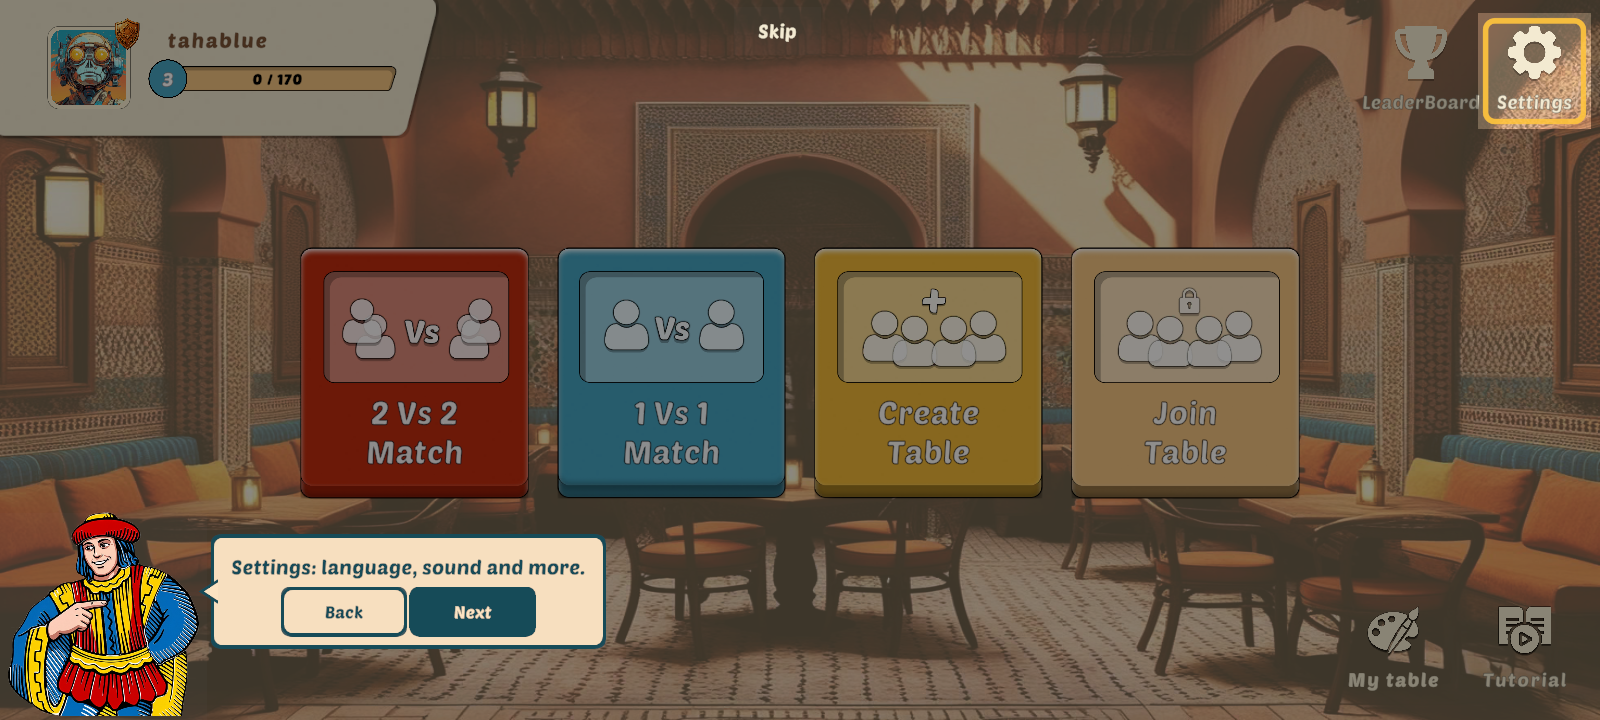 tahablue
3
0 / 170
Skip
LeaderBoard
Settings
Vs
2 Vs 2
Match
Vs
1 Vs 1
Match
Create
Table
Join
Table
Settings: language, sound and more.
Back
Next
My table
Tutorial